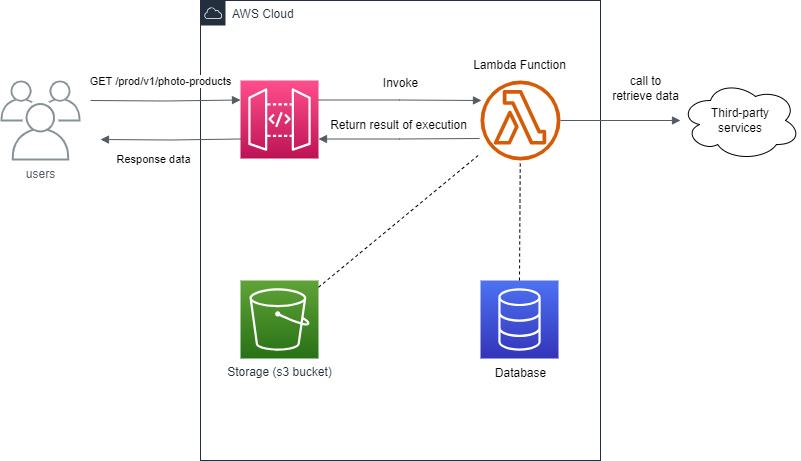 AWS Cloud
GET /prod/v1/photo-products
Invoke
Lambda Function
call to
retrieve data
Third-party
services
Return result of execution
Response data
users
</>
Storage (s3 bucket)
Database